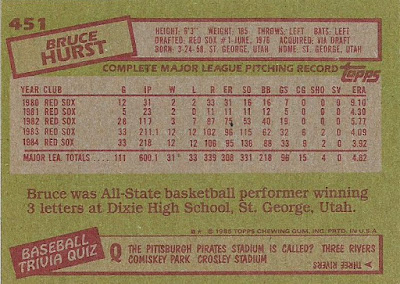 451
BRUCE HURST
HEIGHT: 6'3" WEIGHT: 185 THROWS: LEFT BATS: LEFT
DRAFTED: RED SOX #1-JUNE, 1976 ACQUIRED: VIA DRAFT
BORN: 3-24-58, ST. GEORGE, UTAH HOME: ST. GEORGE, UTAH
COMPLETE MAJOR LEAGUE PITCHING RECORD topps
YEAR CLUB G IP W L R ER SO BB GS CG SHO SV ERA
1980 RED SOX 12 31 2 2 33 31 16 0 0 0 9.10
1981 RED SOX 5 23 2 0 11 11 11 12 5 0 0 0 4.30
1982 RED SOX 28 117 3 7 87 53 40 19 0 0 0 5.77
1983 RED SOX 33 211.1 12 12 102 96 115 62 6 2 0 4.09
1984 RED SOX 33 218 12 12 106 95 136 88 33 2 0 3.92
MAJOR LEA. TOTALS 111 600.1 31 339 308 331 218 98 15 4 0
Bruce was All-State basketball performer winning
3 letters at Dixie High School, St. George, Utah.
© 1985 TOPPS CHEWING GUM, INC. PRTD. IN U.S.A.
BASEBALL TRIVIA QUIZ
Q THE PITTSBURGH PIRATES STADIUM IS CALLED? THREE RIVERS
COMISKEY PARK CROSLEY STADIUM
A THREE RIVERS